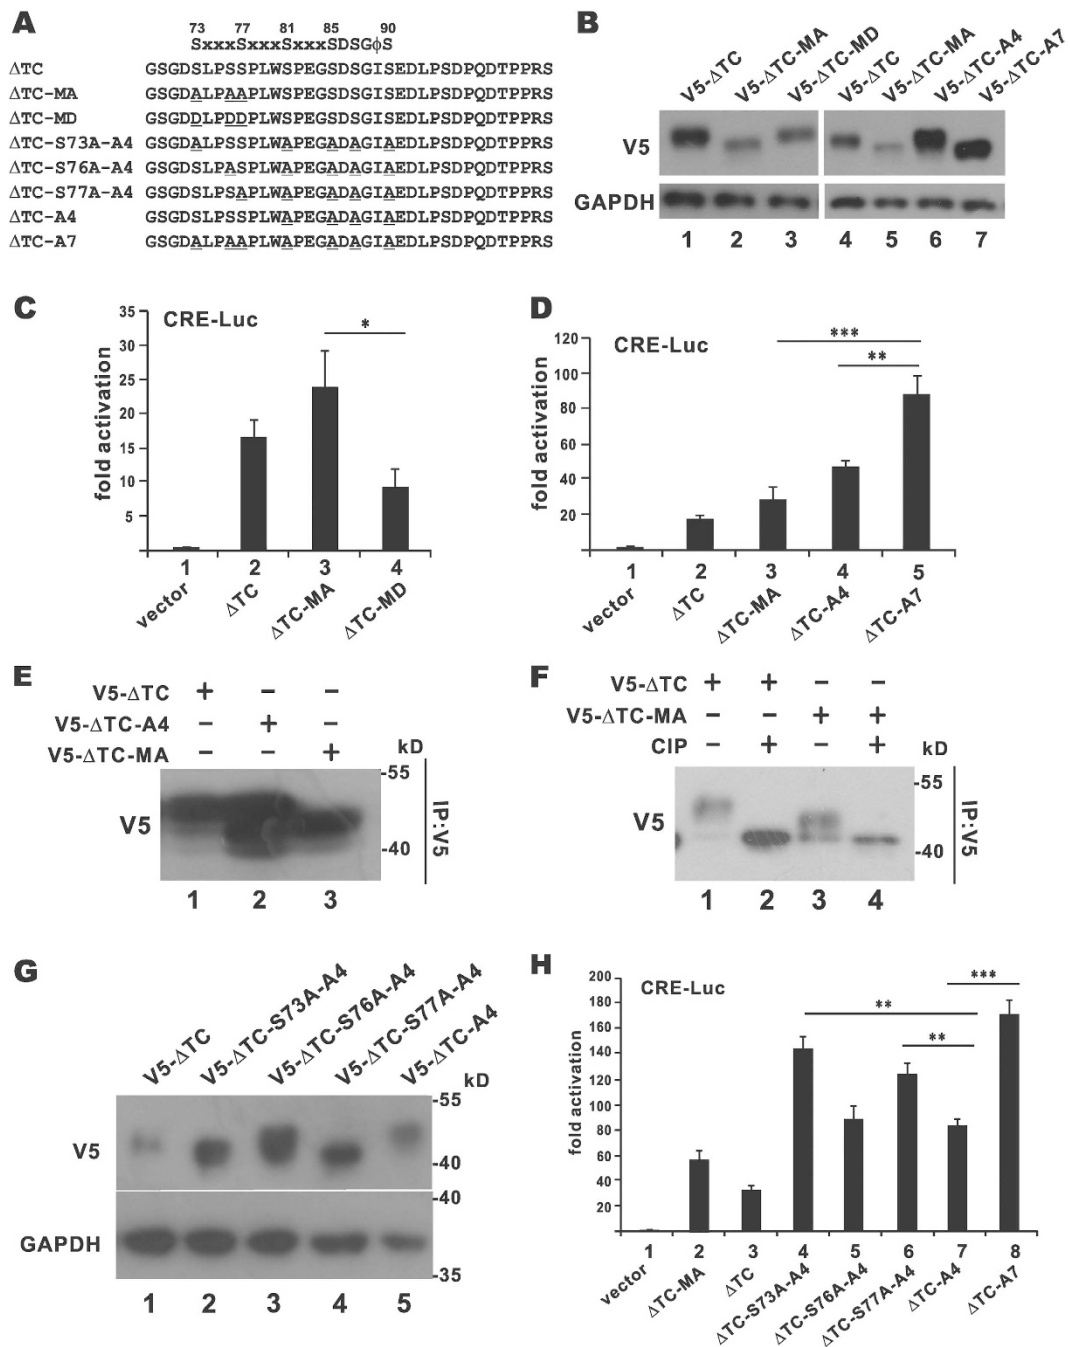 A
73 77 81 85 90
SxxxSxxxSxxxSDSGϕS
ΔTC GSGDSLPSSPLWSPEGSDSGISEDLPSDPQDTPPRS
ΔTC-MA GSGDALPAAPLWSPEGSDSGISEDLPSDPQDTPPRS
ΔTC-MD GSGDDLPDDPLWSPEGSDSGISEDLPSDPQDTPPRS
ΔTC-S73A-A4 GSGDALPSSPLWAPEGADAGIAEDLPSDPQDTPPRS
ΔTC-S76A-A4 GSGDSLPASPLWAPEGADAGIAEDLPSDPQDTPPRS
ΔTC-S77A-A4 GSGDSLPSAPLWAPEGADAGIAEDLPSDPQDTPPRS
ΔTC-A4 GSGDSLPSSPLWAPEGADAGIAEDLPSDPQDTPPRS
ΔTC-A7 GSGDALPAAPLWAPEGADAGIAEDLPSDPQDTPPRS
B
V5-ΔTC V5-ΔTC-MA V5-ΔTC-MD V5-ΔTC V5-ΔTC-MA V5-ΔTC-A4 V5-ΔTC-A7
V5
GAPDH
1 2 3 4 5 6 7
C
CRE-Luc
*
fold activation
35
30
25
20
15
10
5
1 2 3 4
vector ΔTC ΔTC-MA ΔTC-MD
D
CRE-Luc
***
**
fold activation
120
100
80
60
40
20
1 2 3 4 5
vector ΔTC ΔTC-MA ΔTC-A4 ΔTC-A7
E
V5-ΔTC + – –
V5-ΔTC-A4 – + –
V5-ΔTC-MA – – +
kD
-55
V5
-40
IP:V5
1 2 3
F
V5-ΔTC + + – –
V5-ΔTC-MA – – + +
CIP – + – + kD
-55
V5
-40
IP:V5
1 2 3 4
G
V5-ΔTC V5-ΔTC-S73A-A4 V5-ΔTC-S76A-A4 V5-ΔTC-S77A-A4 V5-ΔTC-A4
kD
-55
V5
-40
-40
GAPDH
-35
1 2 3 4 5
H
CRE-Luc
***
**
**
fold activation
200
180
160
140
120
100
80
60
40
20
1 2 3 4 5 6 7 8
vector ΔTC-MA ΔTC ΔTC-S73A-A4 ΔTC-S76A-A4 ΔTC-S77A-A4 ΔTC-A4 ΔTC-A7